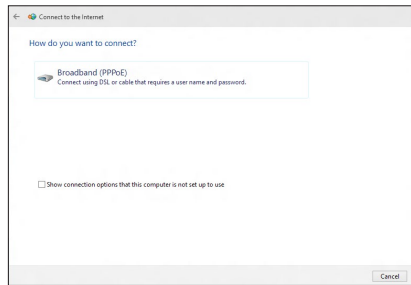 Connect to the Internet
How do you want to connect?
Broadband (PPPoE)
Connect using DSL or cable that requires a user name and password.
Show connection options that this computer is not set up to use
Cancel